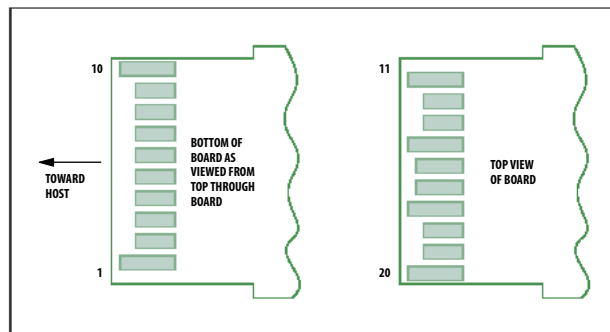 10
BOTTOM OF
BOARD AS
VIEWED FROM
TOP THROUGH
BOARD
TOWARD
HOST
1
11
TOP VIEW
OF BOARD
20